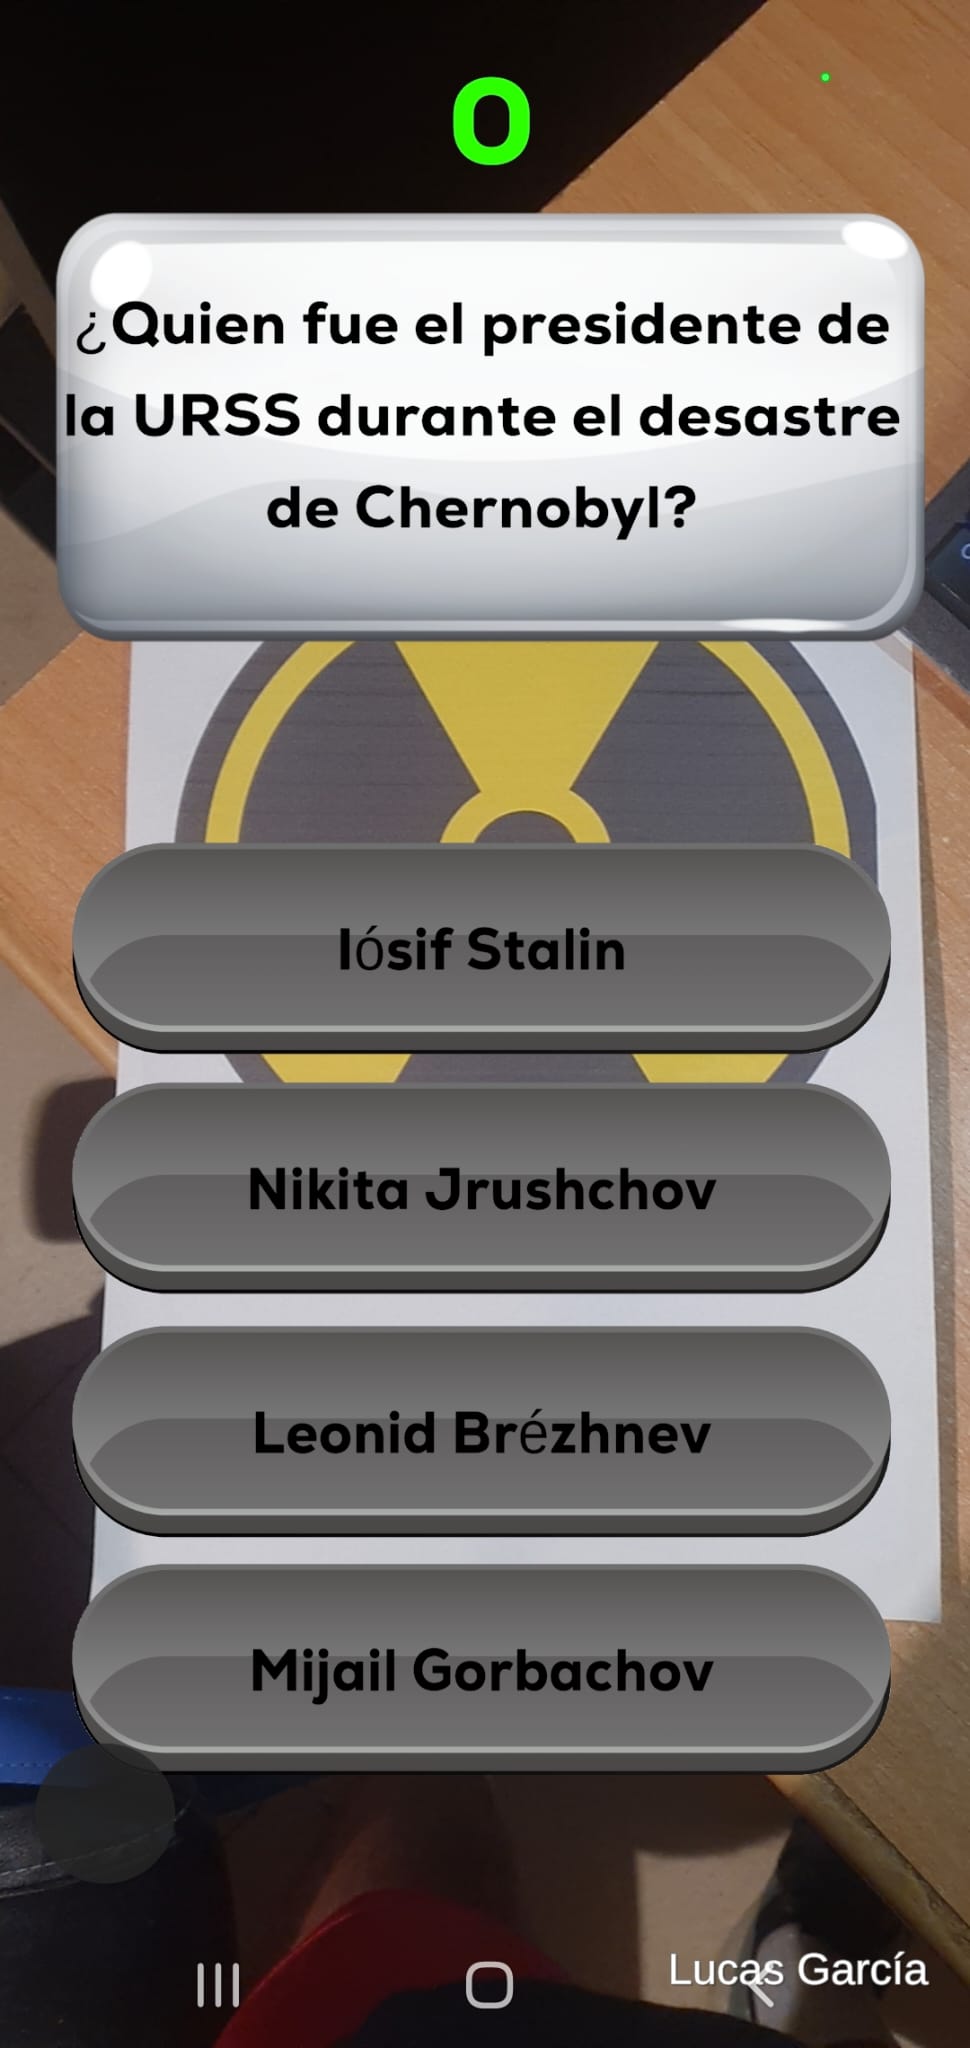 0
¿Quien fue el presidente de
la URSS durante el desastre
de Chernobyl?
Iósif Stalin
Nikita Jrushchov
Leonid Brézhnev
Mijail Gorbachov
Lucas García